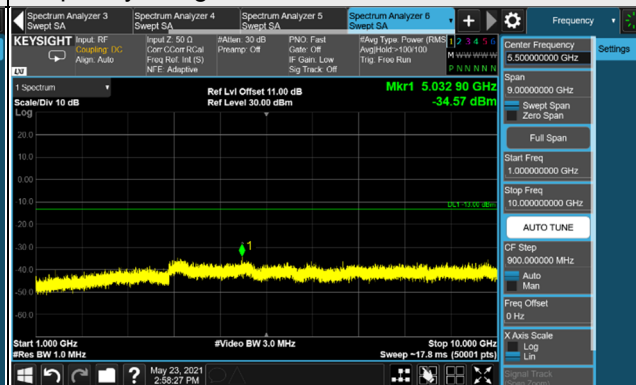 Spectrum Analyzer 3
Swept SA
Spectrum Analyzer 4
Swept SA
Spectrum Analyzer 5
Swept SA
Spectrum Analyzer 6
Swept SA
Frequency
KEYSIGHT
Input: RF
Coupling: DC
Align: Auto
Input Z: 50 Ω
Corr CCorr RCal
Freq Ref: Int (S)
NFE: Adaptive
#Atten: 30 dB
Preamp: Off
PNO: Fast
Gate: Off
IF Gain: Low
Sig Track: Off
#Avg Type: Power (RMS
Avg|Hold:>100/100
Trig: Free Run
1 2 3 4 5 6
M W W W W W
P N N N N N
LXI
1 Spectrum
Scale/Div 10 dB
Log
Ref Lvl Offset 11.00 dB
Ref Level 30.00 dBm
Mkr1 5.032 90 GHz
-34.57 dBm
20.0
10.0
0.00
-10.0
-20.0
-30.0
-40.0
-50.0
-60.0
DL1 -13.00 dBm
1
Start 1.000 GHz
#Res BW 1.0 MHz
#Video BW 3.0 MHz
Stop 10.000 GHz
Sweep ~17.8 ms (50001 pts)
Center Frequency
5.500000000 GHz
Settings
Span
9.00000000 GHz
Swept Span
Zero Span
Full Span
Start Freq
1.000000000 GHz
Stop Freq
10.000000000 GHz
AUTO TUNE
CF Step
900.000000 MHz
Auto
Man
Freq Offset
0 Hz
X Axis Scale
Log
Lin
Signal Track
May 23, 2021
2:58:27 PM